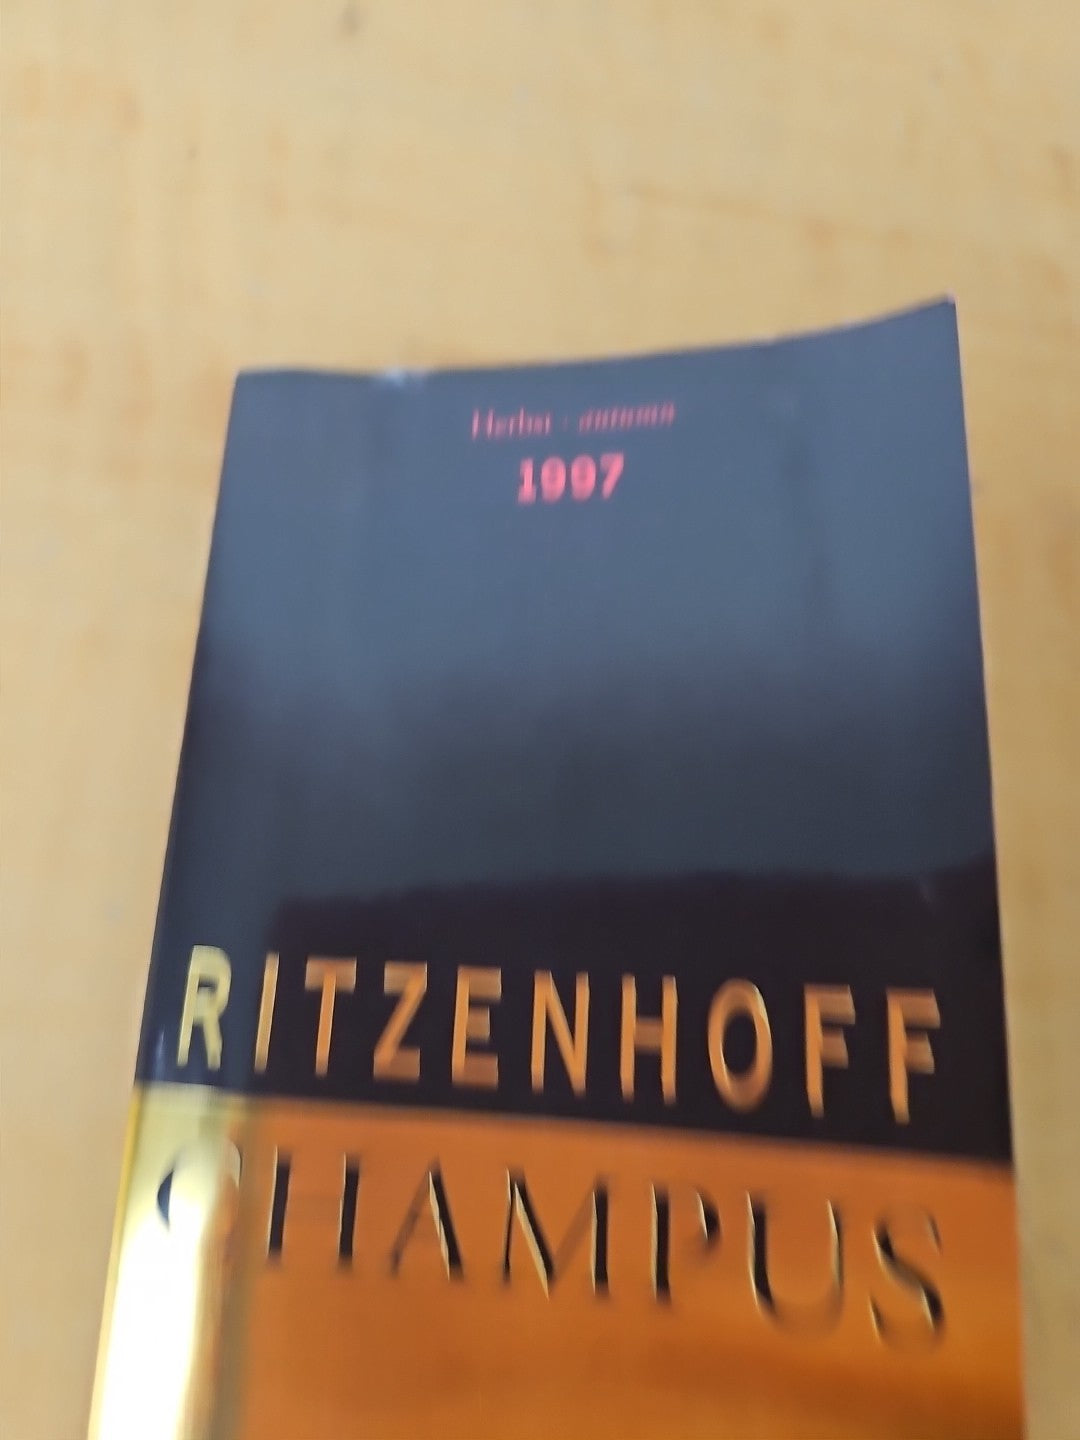 Herbst · autumn
1997
RITZENHOFF
CHAMPUS